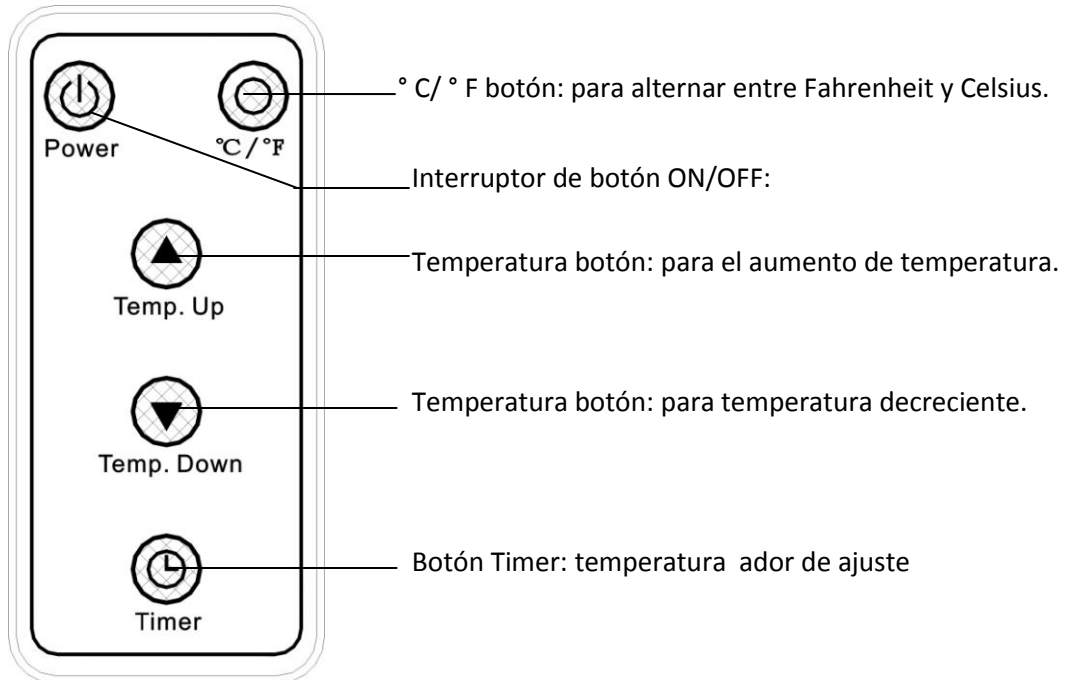 ° C/ ° F botón: para alternar entre Fahrenheit y Celsius.
Power
°C/°F
Interruptor de botón ON/OFF:
Temperatura botón: para el aumento de temperatura.
Temp. Up
Temperatura botón: para temperatura decreciente.
Temp. Down
Botón Timer: temperatura ador de ajuste
Timer